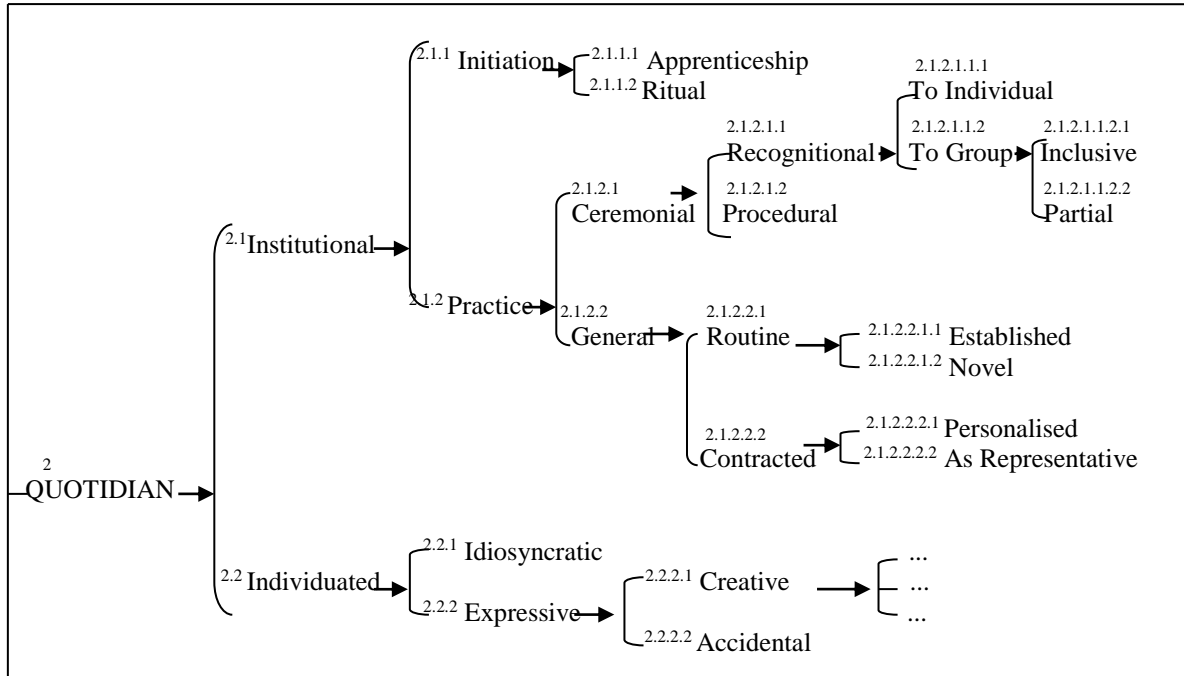 2.1.1 Initiation
2.1.1.1 Apprenticeship
2.1.1.2 Ritual
2.1.2.1.1.1
To Individual
2.1.2.1.1
Recognitional
2.1.2.1.1.2
To Group
2.1.2.1.1.2.1
Inclusive
2.1.2.1
Ceremonial
2.1.2.1.2
Procedural
2.1.2.1.1.2.2
Partial
2.1 Institutional
2.1.2 Practice
2.1.2.2
General
2.1.2.2.1
Routine
2.1.2.2.1.1 Established
2.1.2.2.1.2 Novel
2.1.2.2.2
Contracted
2.1.2.2.2.1 Personalised
2.1.2.2.2.2 As Representative
2
QUOTIDIAN
2.2 Individuated
2.2.1 Idiosyncratic
2.2.2 Expressive
2.2.2.1 Creative
...
...
...
2.2.2.2 Accidental